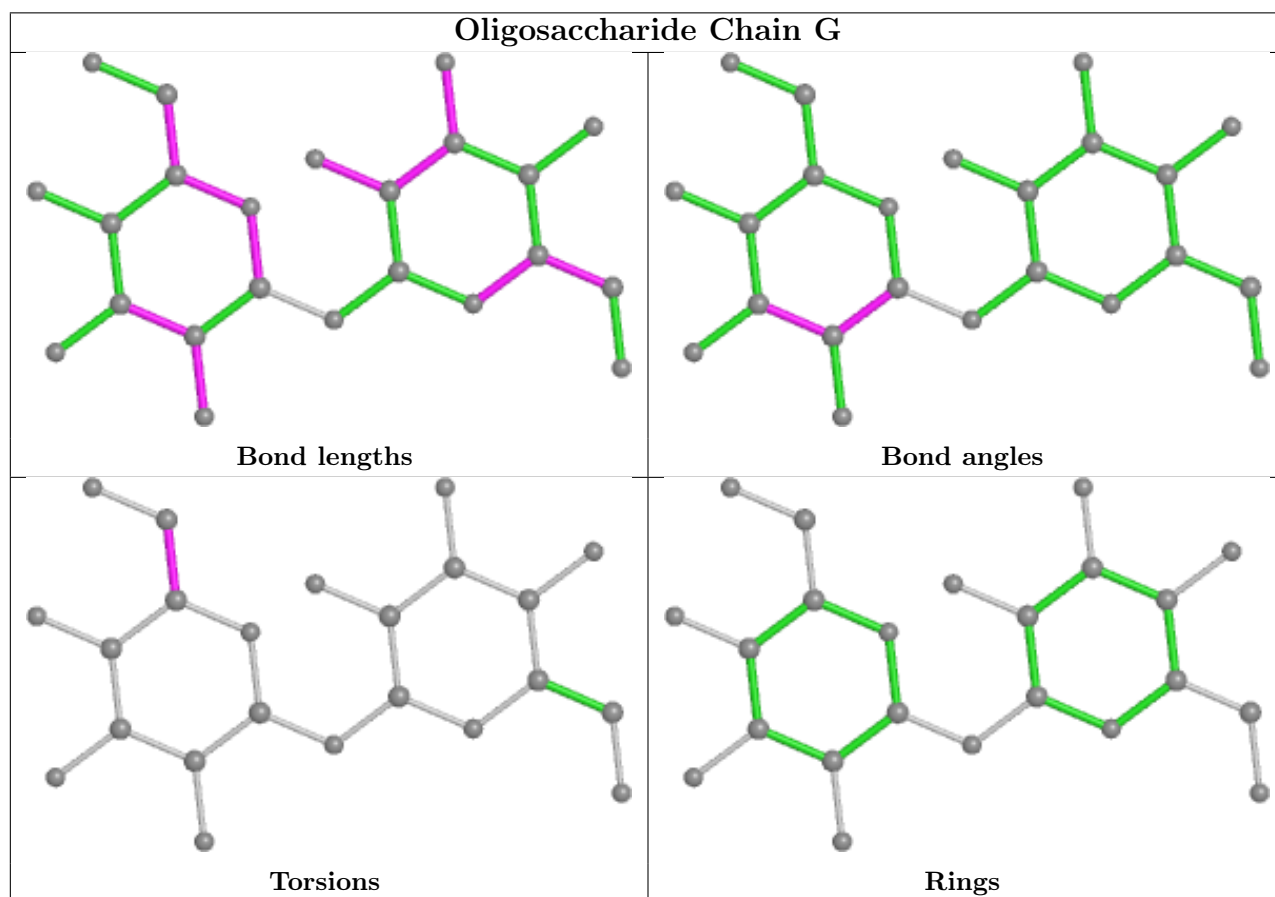 Oligosaccharide Chain G
Bond lengths
Bond angles
Torsions
Rings